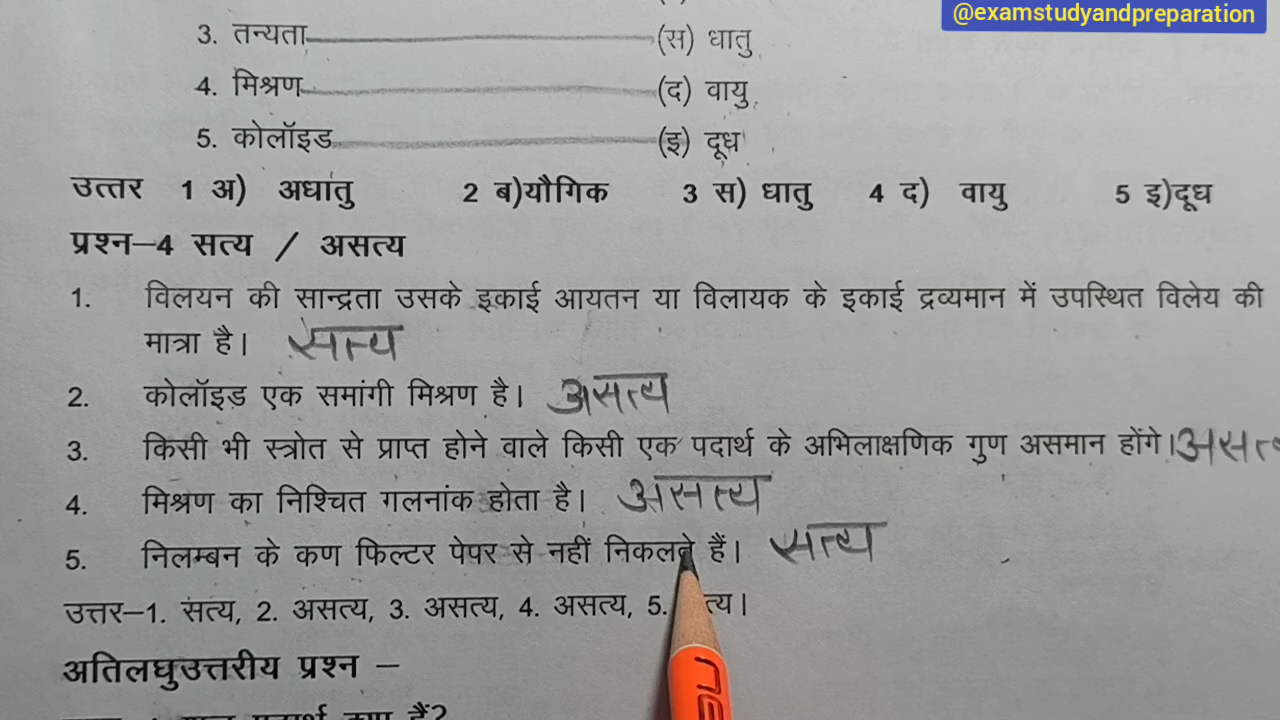 @examstudyandpreparation
3. तन्यता (स) धातु
4. मिश्रण (द) वायु
5. कोलॉइड (इ) दूध
उत्तर 1 अ) अधातु 2 ब)यौगिक 3 स) धातु 4 द) वायु 5 इ)दूध
प्रश्न–4 सत्य / असत्य
1. विलयन की सान्द्रता उसके इकाई आयतन या विलायक के इकाई द्रव्यमान में उपस्थित विलेय की
मात्रा है। सत्य
2. कोलॉइड एक समांगी मिश्रण है। असत्य
3. किसी भी स्त्रोत से प्राप्त होने वाले किसी एक पदार्थ के अभिलाक्षणिक गुण असमान होंगे।
4. मिश्रण का निश्चित गलनांक होता है। असत्य
5. निलम्बन के कण फिल्टर पेपर से नहीं निकलते हैं। सत्य
उत्तर–1. सत्य, 2. असत्य, 3. असत्य, 4. असत्य, 5.
अतिलघुउत्तरीय प्रश्न –